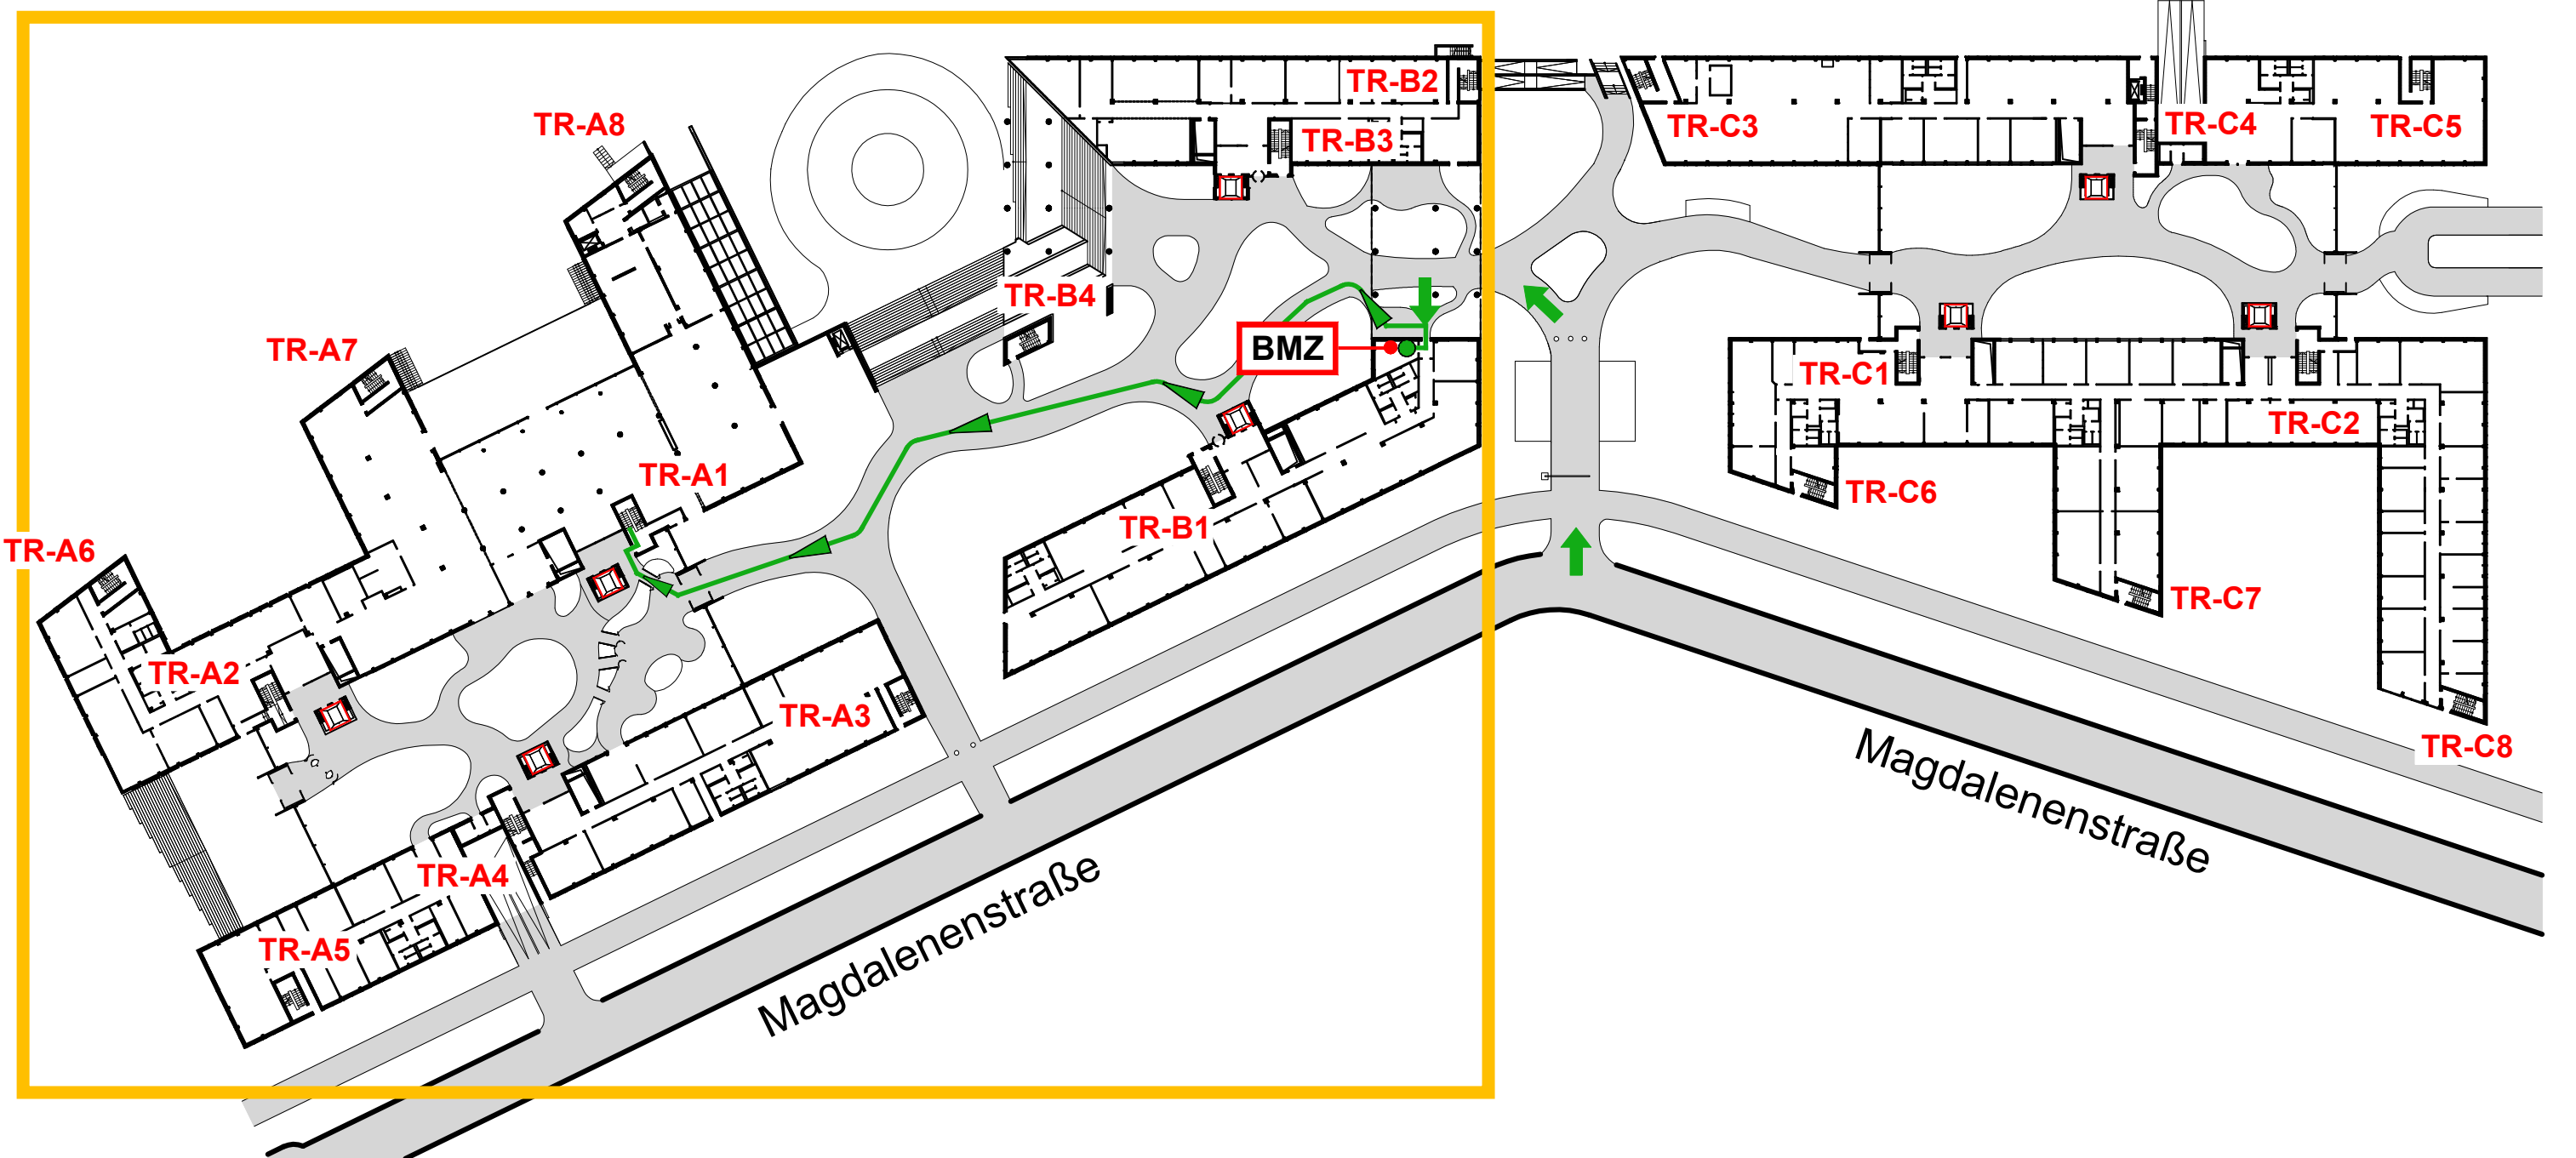 TR-B2
TR-A8
TR-C3
TR-C4
TR-C5
TR-B3
TR-B4
TR-A7
BMZ
TR-C1
TR-C2
TR-A1
TR-C6
TR-B1
TR-A6
TR-C7
TR-A2
TR-A3
TR-C8
Magdalenenstraße
TR-A4
Magdalenenstraße
TR-A5